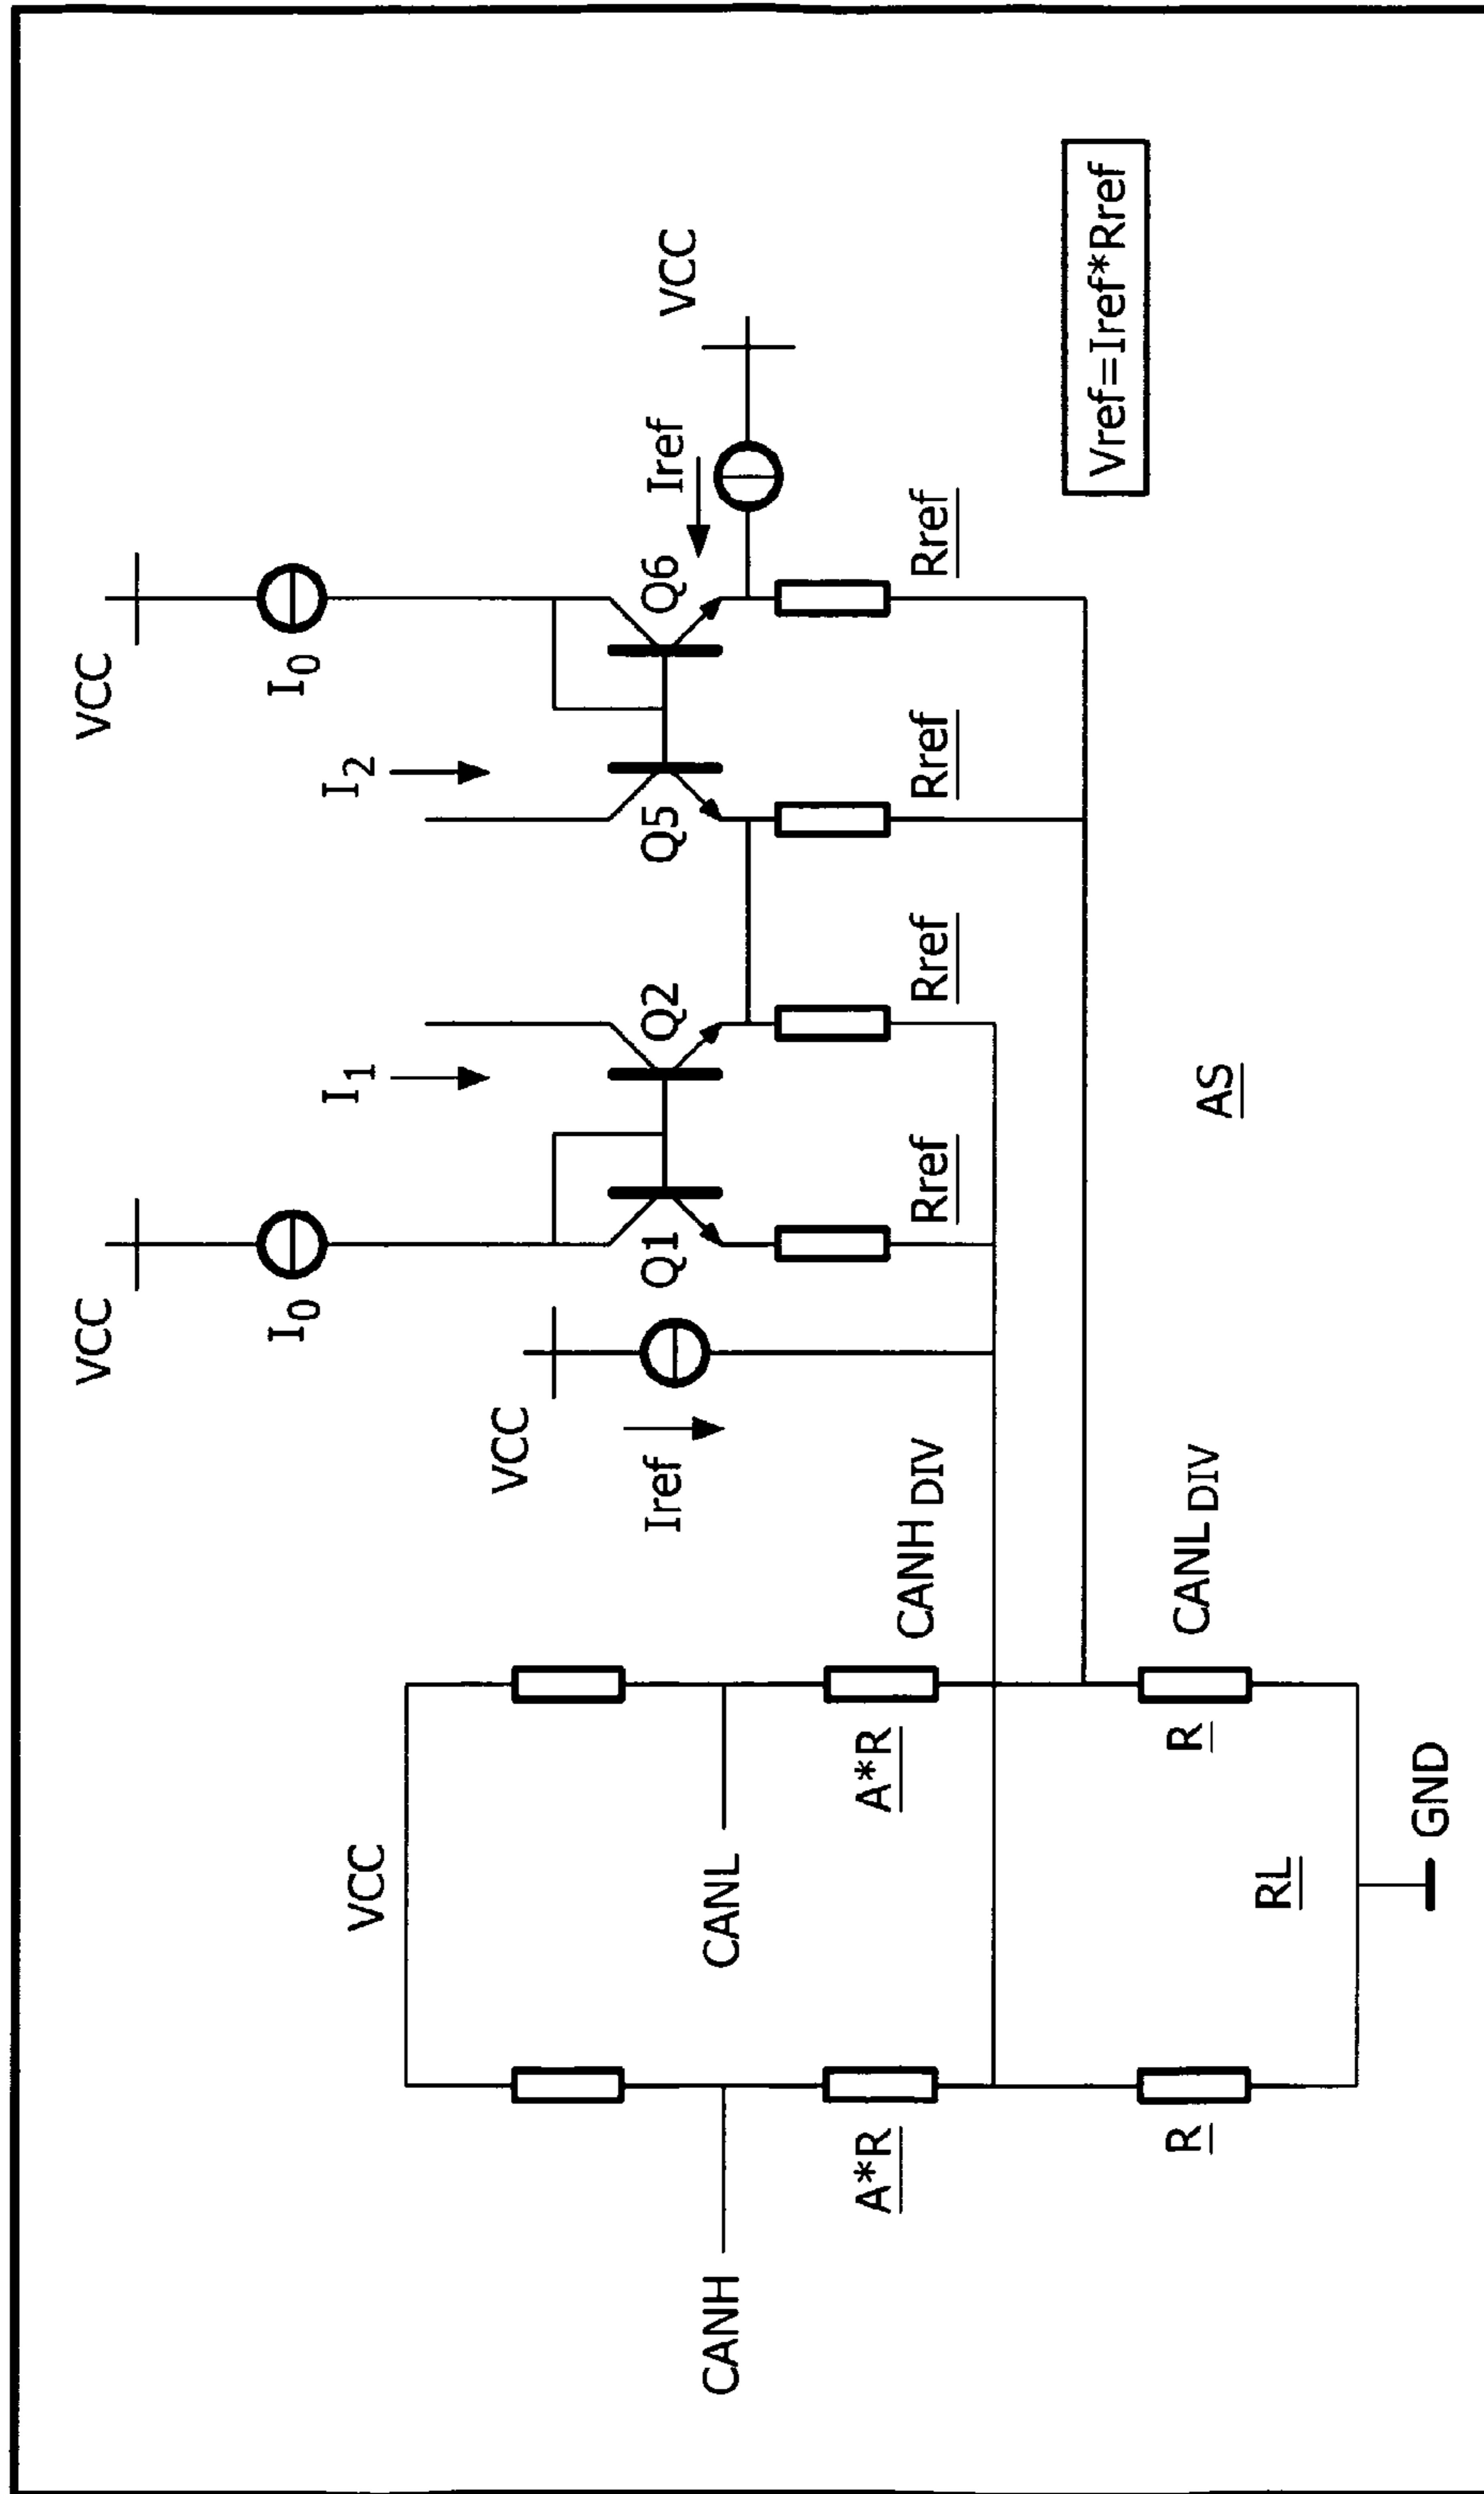 VCC
VCC
I0
I0
I1
I2
VCC
VCC
VCC
Iref
Iref
Q1
Q2
Q5
Q6
CANH
CANL
A*R
A*R
CANH DIV
Rref
Rref
Rref
Rref
Vref=Iref*Rref
R
R
CANL DIV
AS
RL
GND